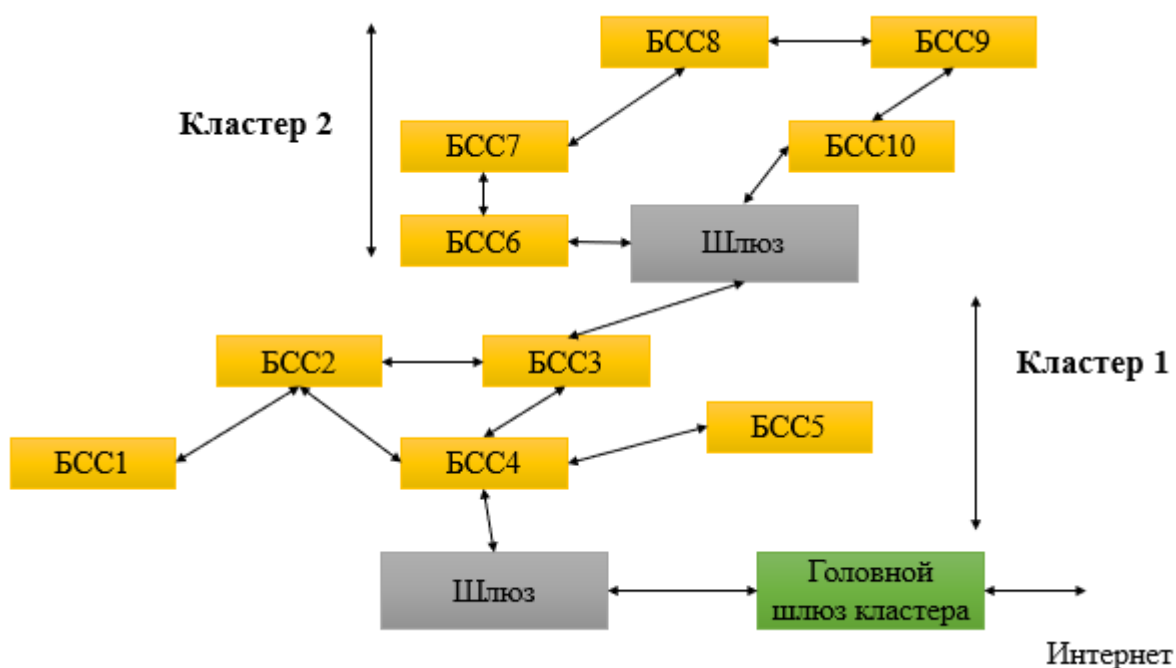 БСС8
БСС9
Кластер 2
БСС7
БСС10
БСС6
Шлюз
БСС2
БСС3
Кластер 1
БСС5
БСС1
БСС4
Шлюз
Головной
шлюз кластера
Интернет